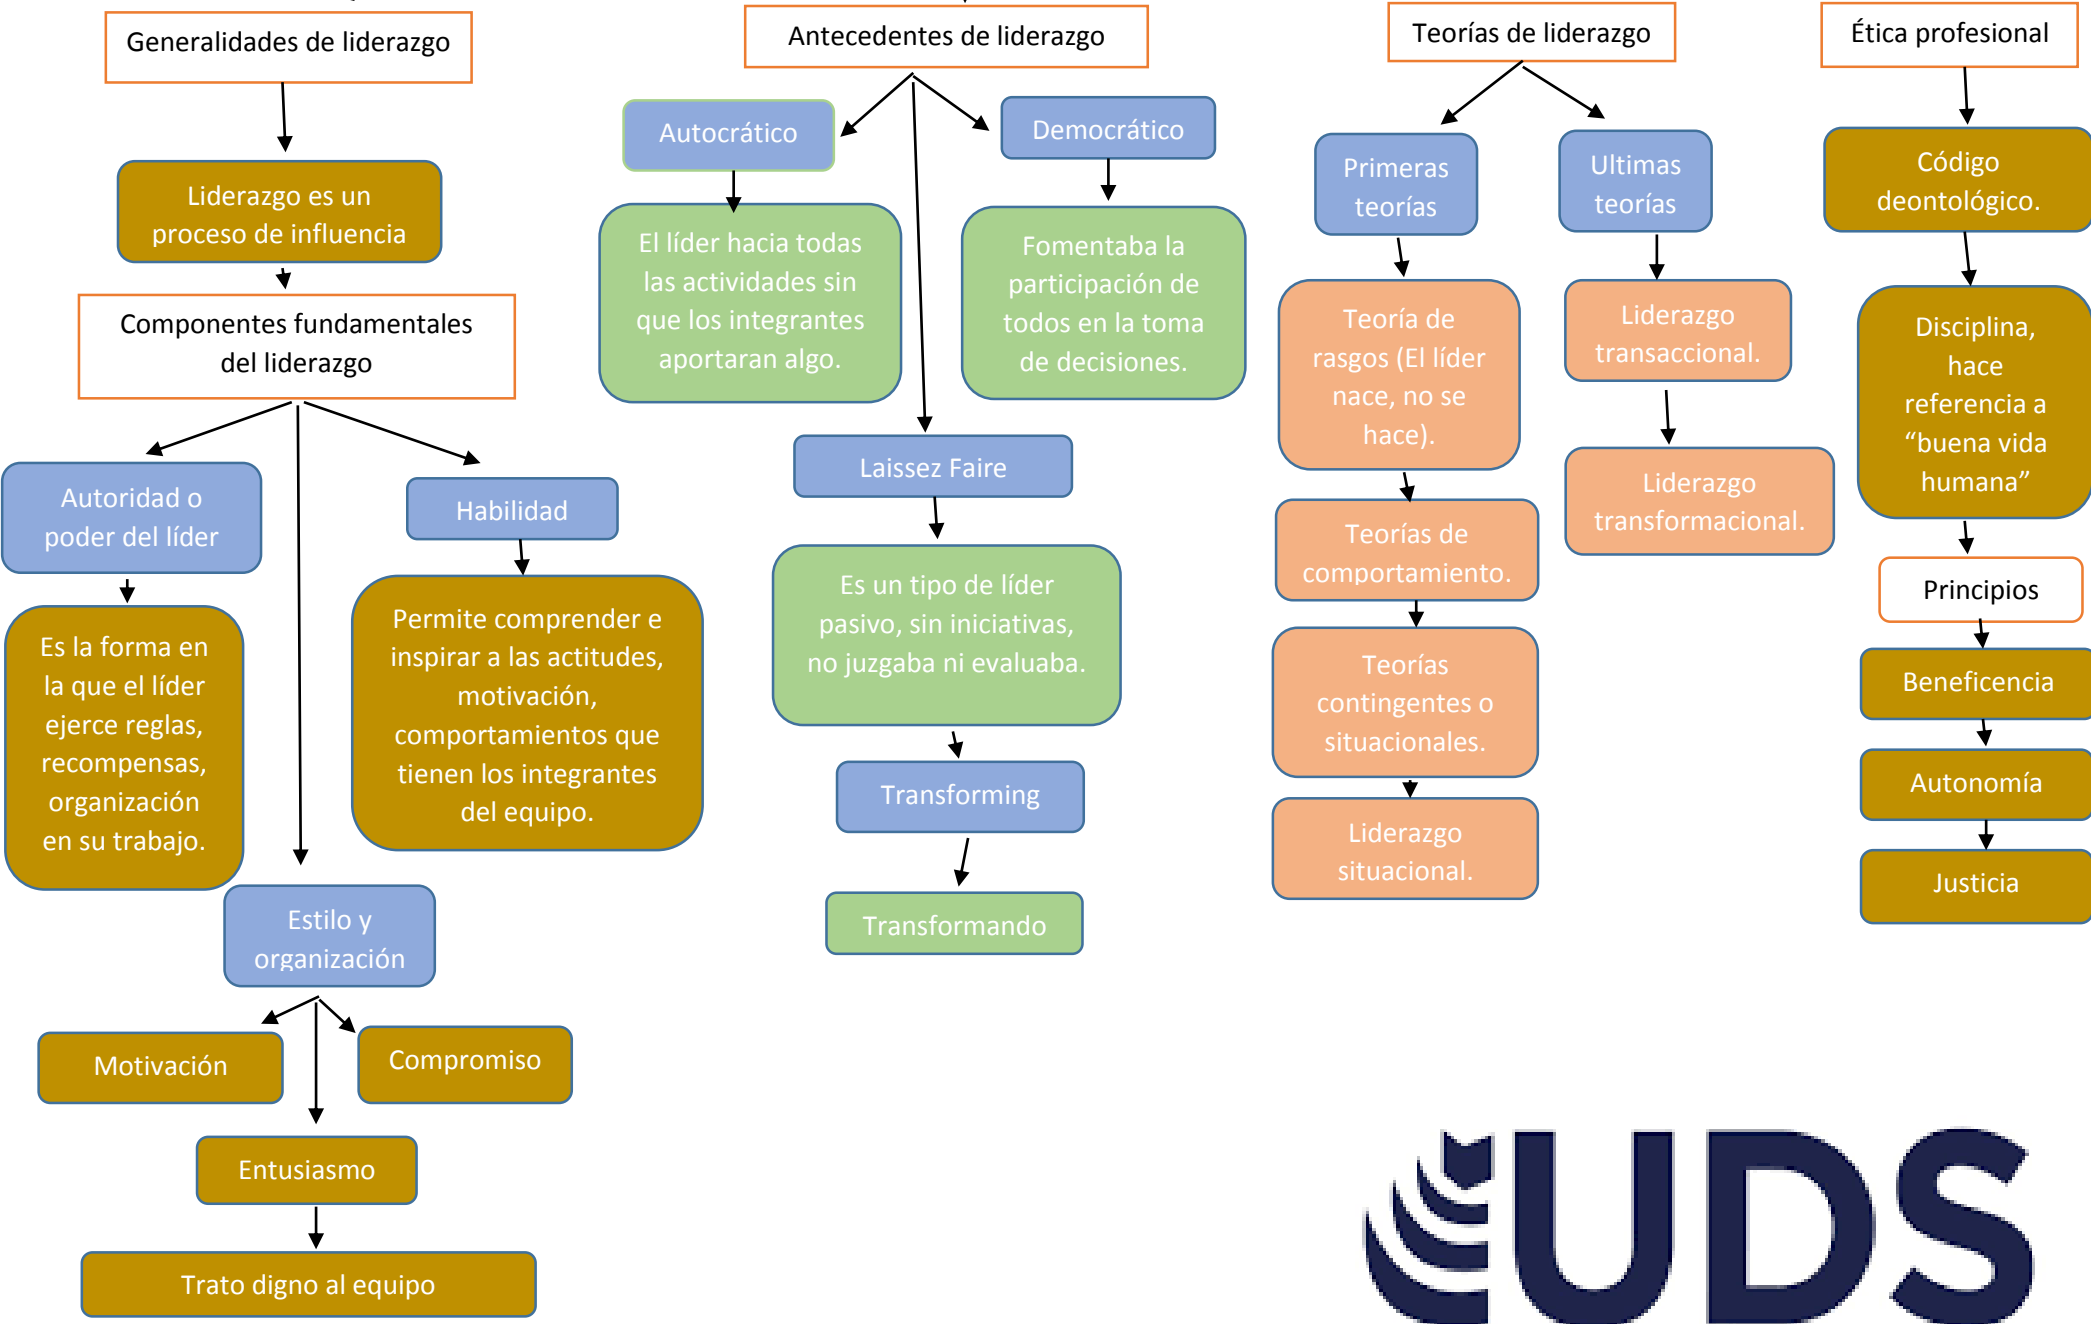 Generalidades de liderazgo
Liderazgo es un
proceso de influencia
Componentes fundamentales
del liderazgo
Autoridad o
poder del líder
Es la forma en
la que el líder
ejerce reglas,
recompensas,
organización
en su trabajo.
Habilidad
Permite comprender e
inspirar a las actitudes,
motivación,
comportamientos que
tienen los integrantes
del equipo.
Estilo y
organización
Motivación
Compromiso
Entusiasmo
Trato digno al equipo
Antecedentes de liderazgo
Autocrático
El líder hacia todas
las actividades sin
que los integrantes
aportaran algo.
Democrático
Fomentaba la
participación de
todos en la toma
de decisiones.
Laissez Faire
Es un tipo de líder
pasivo, sin iniciativas,
no juzgaba ni evaluaba.
Transforming
Transformando
Teorías de liderazgo
Primeras
teorías
Teoría de
rasgos (El líder
nace, no se
hace).
Teorías de
comportamiento.
Teorías
contingentes o
situacionales.
Liderazgo
situacional.
Ultimas
teorías
Liderazgo
transaccional.
Liderazgo
transformacional.
Ética profesional
Código
deontológico.
Disciplina,
hace
referencia a
“buena vida
humana”
Principios
Beneficencia
Autonomía
Justicia
UDS